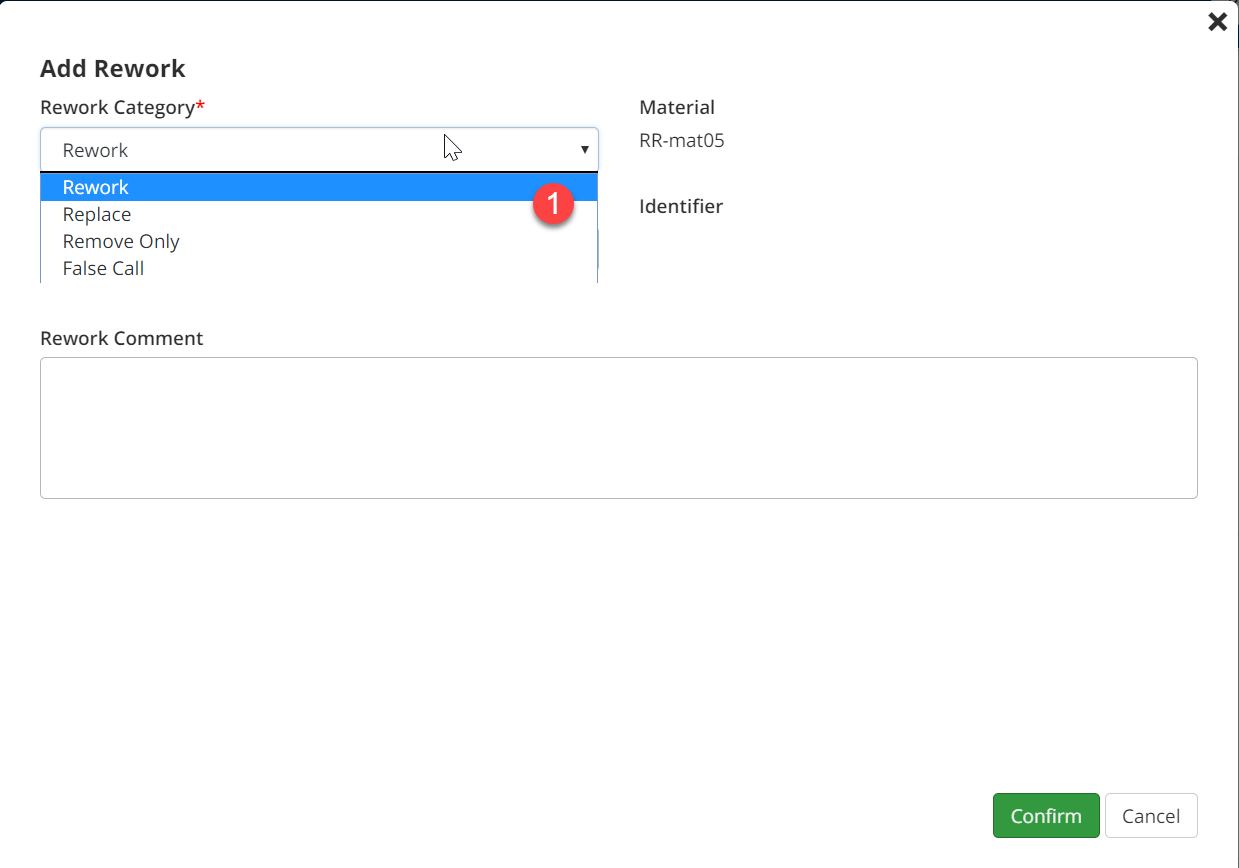 Add Rework
Rework Category*
Rework
Rework
Replace
Remove Only
False Call
1
Material
RR-mat05
Identifier
Rework Comment
Confirm
Cancel